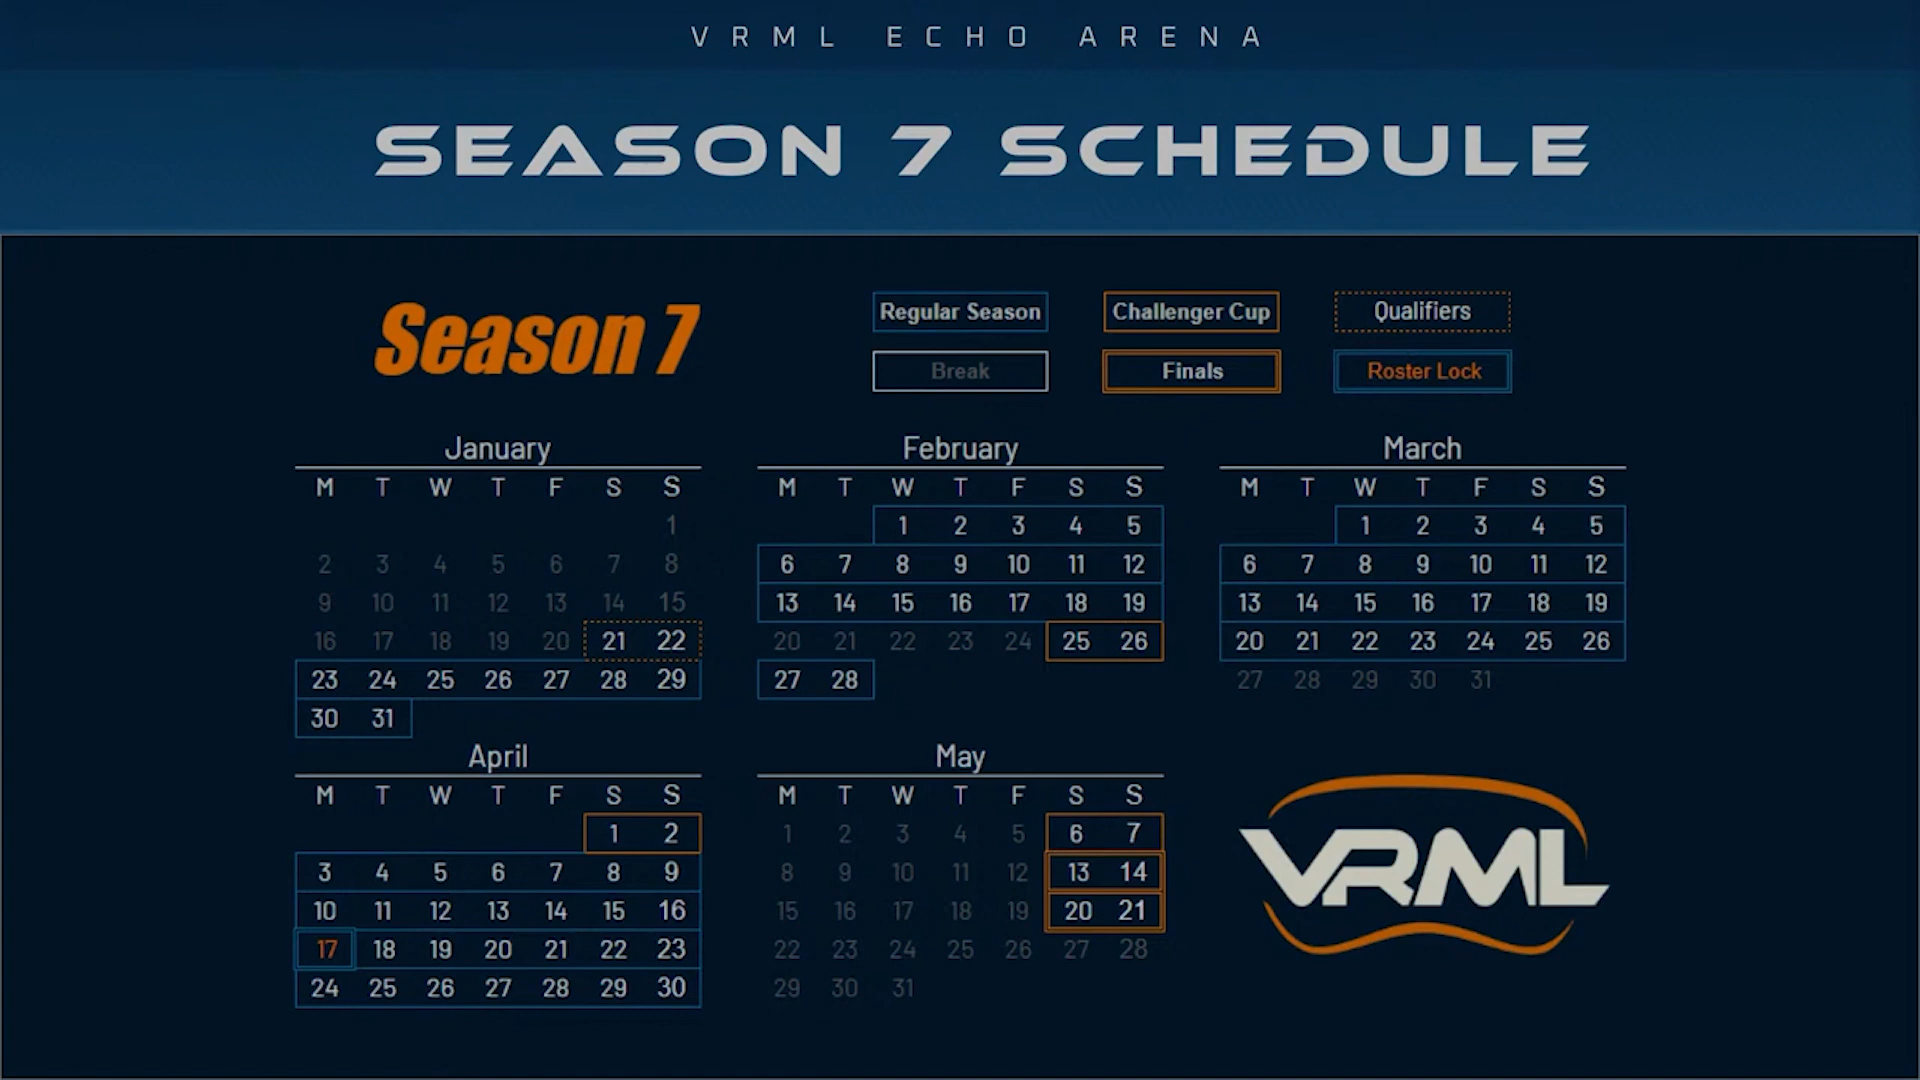 VRML ECHO ARENA
SEASON 7 SCHEDULE
Season 7
Regular Season Challenger Cup Qualifiers
Break Finals Roster Lock
January
M T W T F S S
1
2 3 4 5 6 7 8
9 10 11 12 13 14 15
16 17 18 19 20 21 22
23 24 25 26 27 28 29
30 31
February
M T W T F S S
1 2 3 4 5
6 7 8 9 10 11 12
13 14 15 16 17 18 19
20 21 22 23 24 25 26
27 28
March
M T W T F S S
1 2 3 4 5
6 7 8 9 10 11 12
13 14 15 16 17 18 19
20 21 22 23 24 25 26
27 28 29 30 31
April
M T W T F S S
1 2
3 4 5 6 7 8 9
10 11 12 13 14 15 16
17 18 19 20 21 22 23
24 25 26 27 28 29 30
May
M T W T F S S
1 2 3 4 5 6 7
8 9 10 11 12 13 14
15 16 17 18 19 20 21
22 23 24 25 26 27 28
29 30 31
VRML